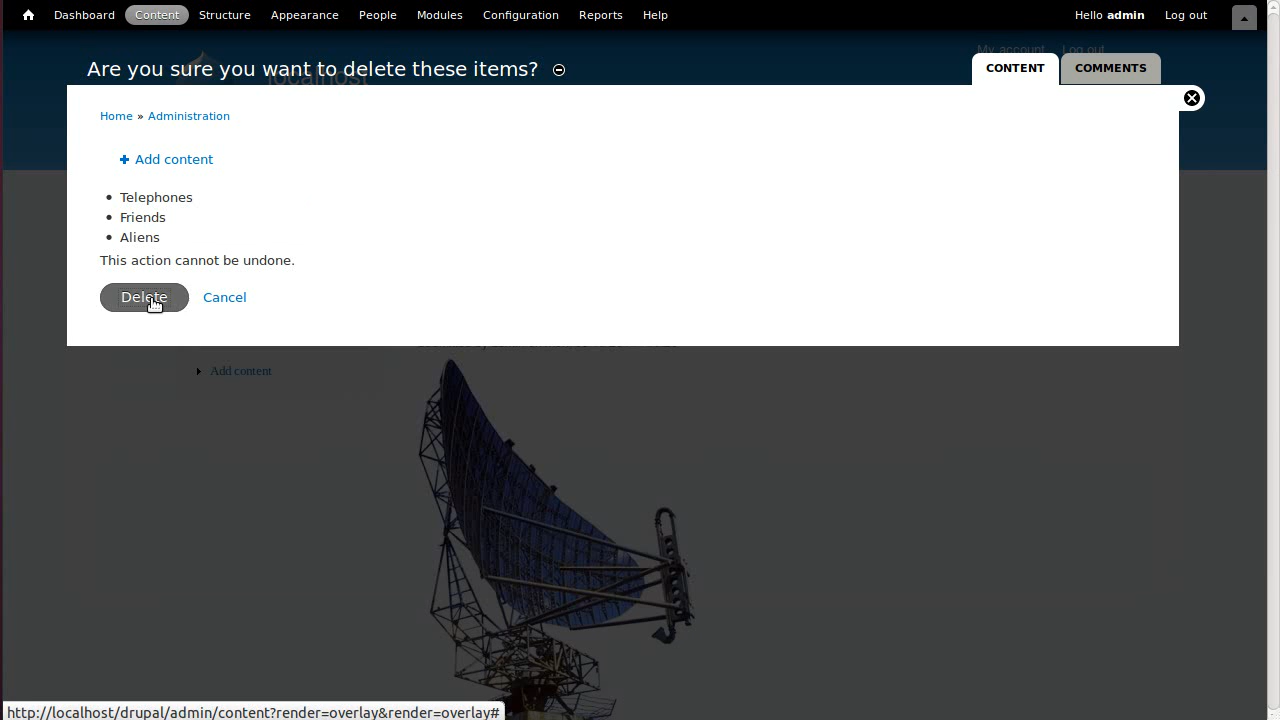 Dashboard Content Structure Appearance People Modules Configuration Reports Help Hello admin Log out
My account Log out
localhost
Are you sure you want to delete these items?
CONTENT COMMENTS
Home » Administration
Add content
Telephones
Friends
Aliens
This action cannot be undone.
Delete Cancel
Add content
http://localhost/drupal/admin/content?render=overlay&render=overlay#